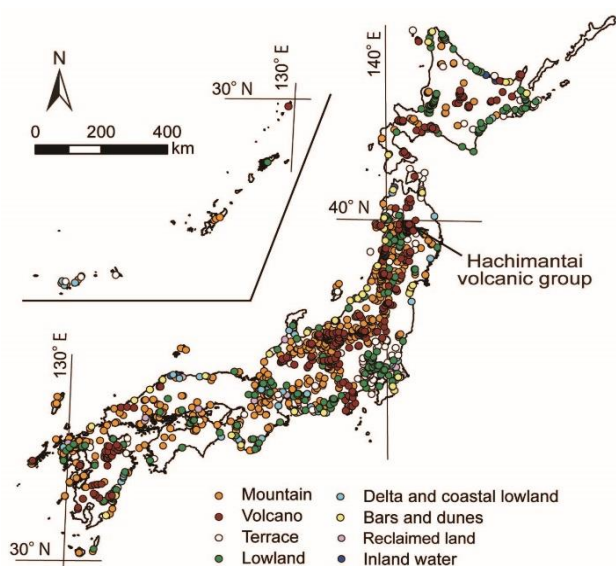 N
130° E
30° N
0 200 400
km
140° E
40° N
Hachimantai
volcanic group
130° E
30° N
Mountain
Volcano
Terrace
Lowland
Delta and coastal lowland
Bars and dunes
Reclaimed land
Inland water